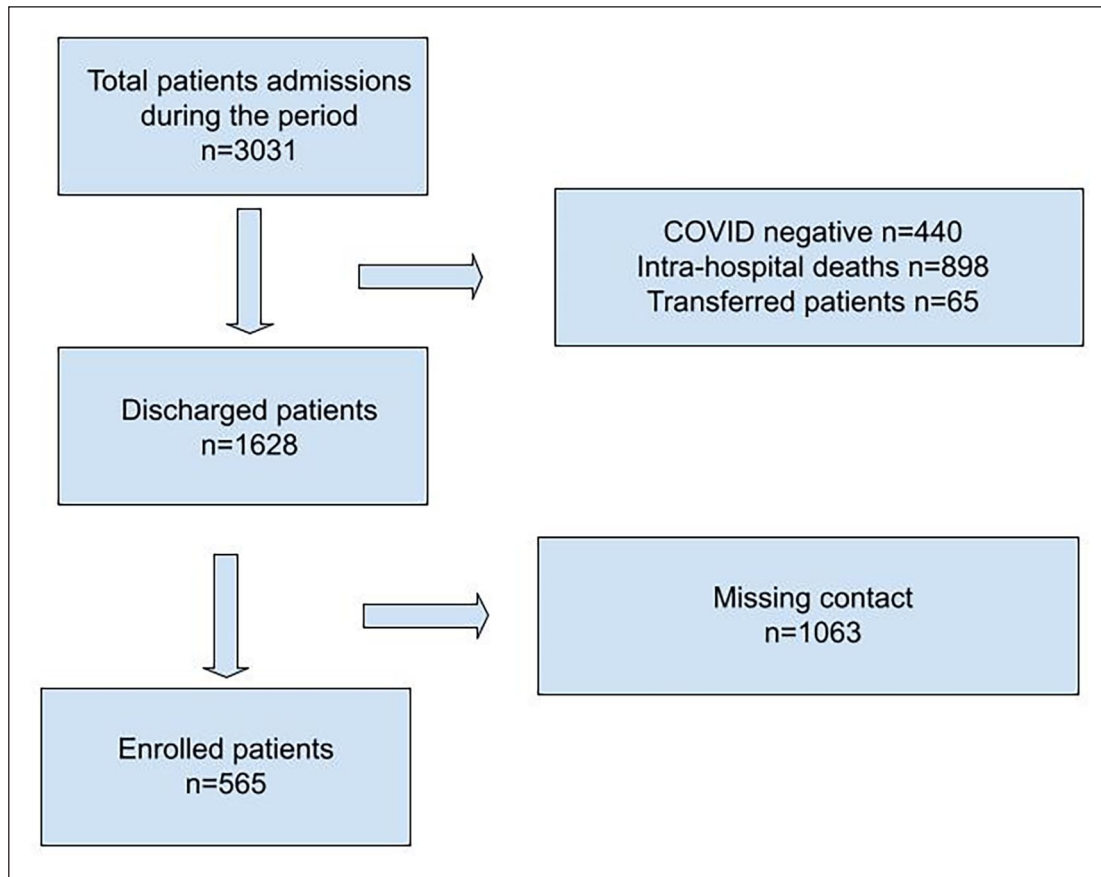 Total patients admissions
during the period
n=3031
COVID negative n=440
Intra-hospital deaths n=898
Transferred patients n=65
Discharged patients
n=1628
Missing contact
n=1063
Enrolled patients
n=565